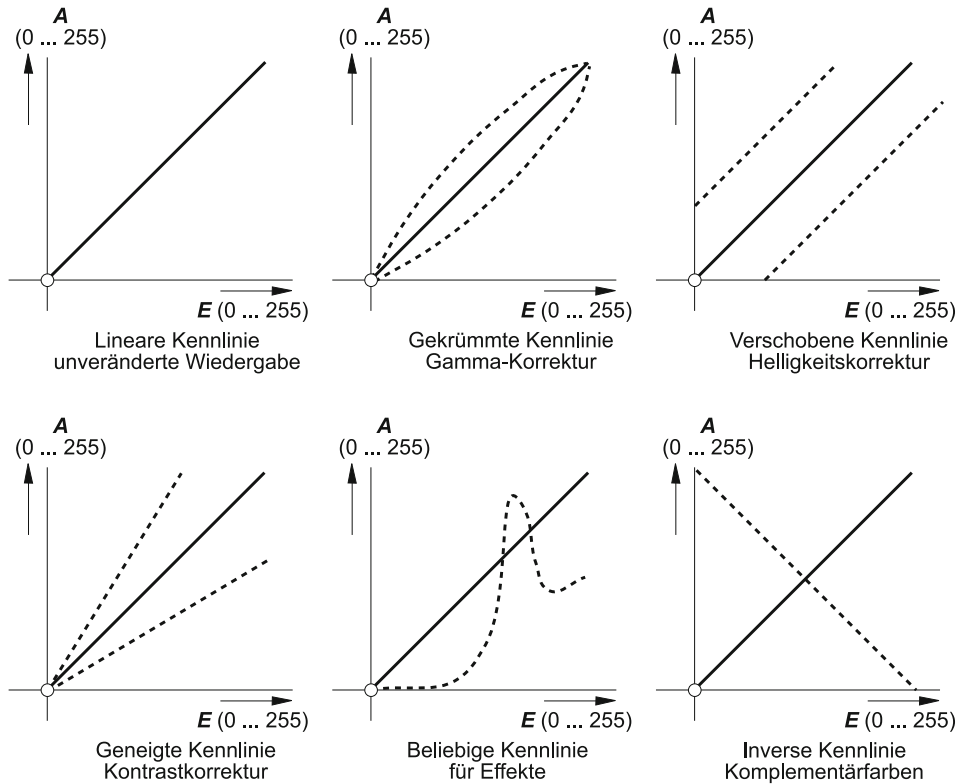 A
(0 ... 255)
E (0 ... 255)
Lineare Kennlinie
unveränderte Wiedergabe
A
(0 ... 255)
E (0 ... 255)
Gekrümmte Kennlinie
Gamma-Korrektur
A
(0 ... 255)
E (0 ... 255)
Verschobene Kennlinie
Helligkeitskorrektur
A
(0 ... 255)
E (0 ... 255)
Geneigte Kennlinie
Kontrastkorrektur
A
(0 ... 255)
E (0 ... 255)
Beliebige Kennlinie
für Effekte
A
(0 ... 255)
E (0 ... 255)
Inverse Kennlinie
Komplementärfarben